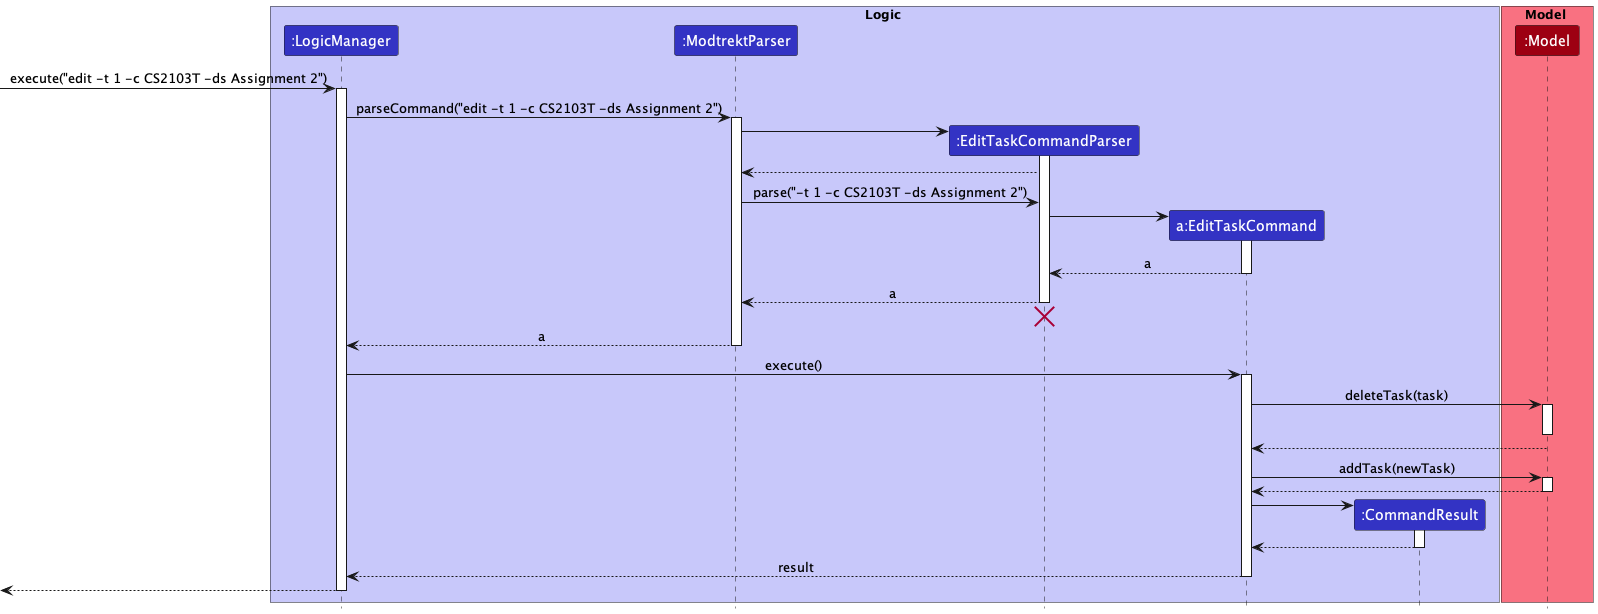 Logic
Model
:LogicManager
:ModtrektParser
:Model
execute("edit -t 1 -c CS2103T -ds Assignment 2")
parseCommand("edit -t 1 -c CS2103T -ds Assignment 2")
:EditTaskCommandParser
parse("-t 1 -c CS2103T -ds Assignment 2")
a:EditTaskCommand
a
a
a
execute()
deleteTask(task)
addTask(newTask)
:CommandResult
result